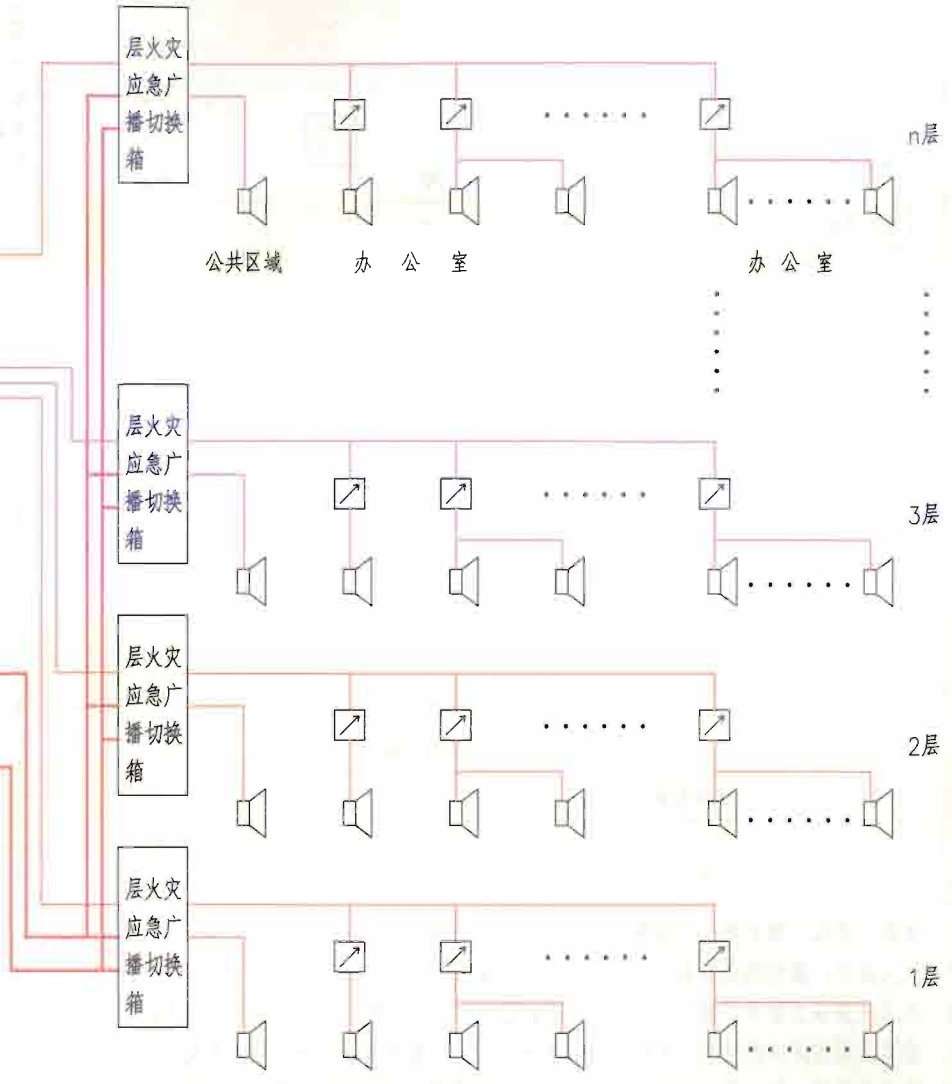 层火灾
应急广
播切换
箱
n层
公共区域
办 公 室
办 公 室
层火灾
应急广
播切换
箱
3层
层火灾
应急广
播切换
箱
2层
层火灾
应急广
播切换
箱
1层